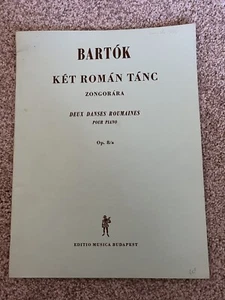 BARTÓK
KÉT ROMÁN TÁNC
ZONGORÁRA
DEUX DANSES ROUMAINES
POUR PIANO
Op. 8/a
EDITIO MUSICA BUDAPEST